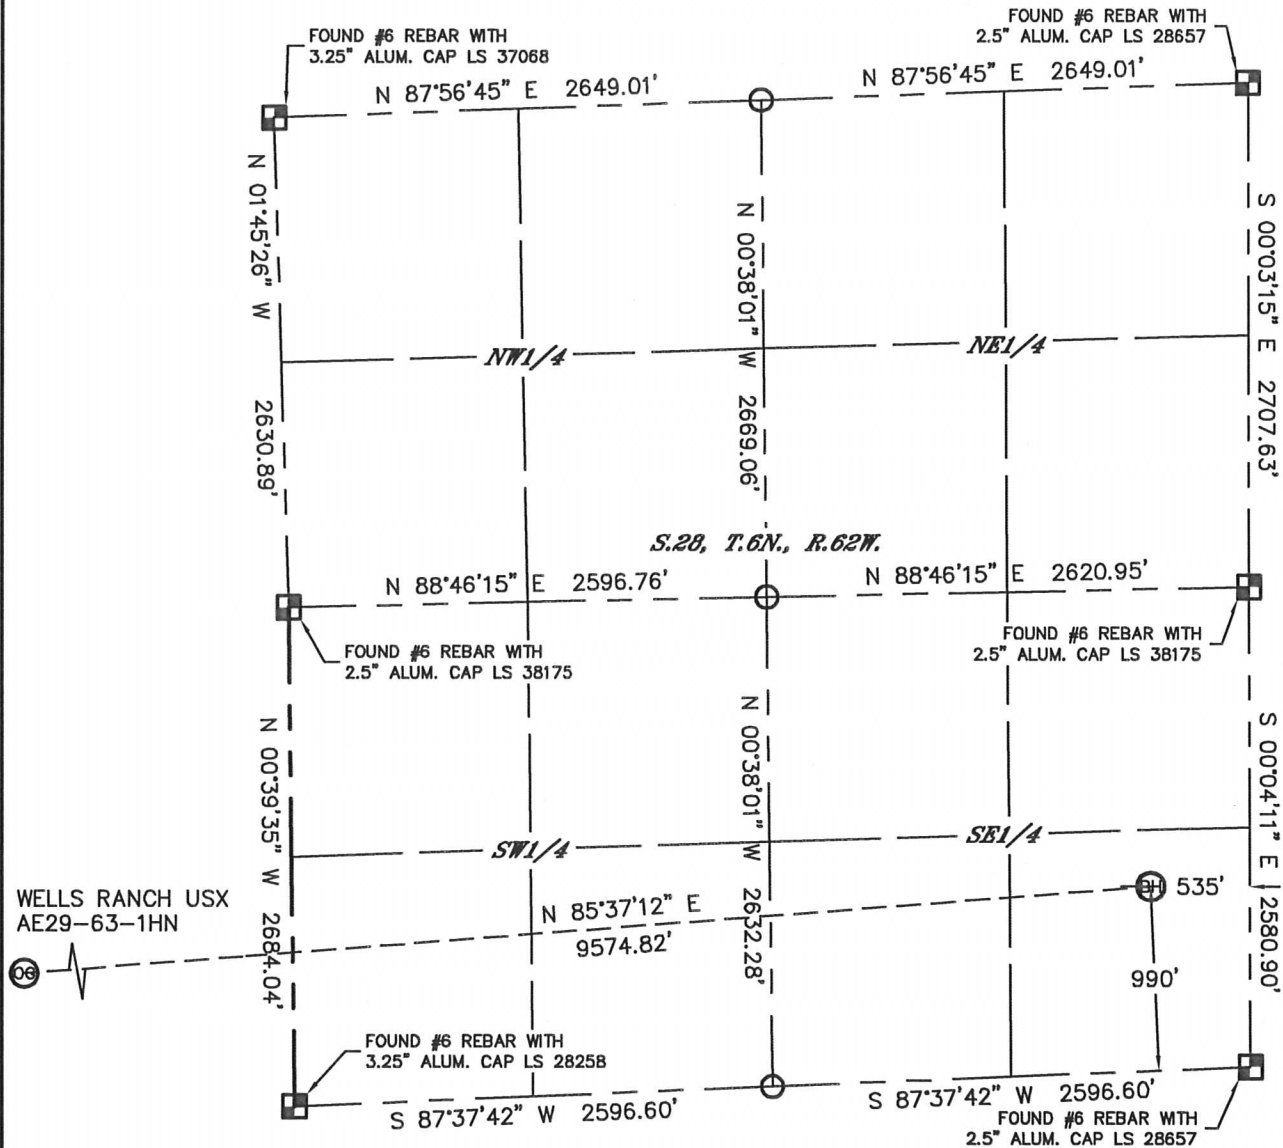 FOUND #6 REBAR WITH
3.25" ALUM. CAP LS 37068
FOUND #6 REBAR WITH
2.5" ALUM. CAP LS 28657
N 87°56'45" E 2649.01'
N 87°56'45" E 2649.01'
N 01°45'26" W 2630.89'
N 00°38'01" W 2669.06'
S 00°03'15" E 2707.63'
NW1/4
NE1/4
S.28, T.6N., R.62W.
N 88°46'15" E 2596.76'
N 88°46'15" E 2620.95'
FOUND #6 REBAR WITH
2.5" ALUM. CAP LS 38175
FOUND #6 REBAR WITH
2.5" ALUM. CAP LS 38175
N 00°39'35" W 2684.04'
N 00°38'01" W 2632.28'
S 00°04'11" E 2580.90'
SW1/4
SE1/4
WELLS RANCH USX
AE29-63-1HN
OG
N 85°37'12" E
9574.82'
BH
535'
990'
FOUND #6 REBAR WITH
3.25" ALUM. CAP LS 28258
S 87°37'42" W 2596.60'
S 87°37'42" W 2596.60'
FOUND #6 REBAR WITH
2.5" ALUM. CAP LS 28657